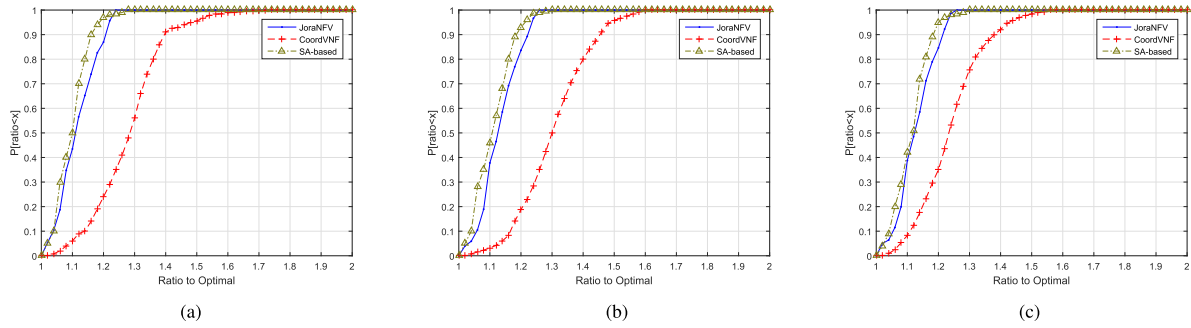 1
0.9
0.8
0.7
0.6
0.5
0.4
0.3
0.2
0.1
0
P[ratio<x]
JoraNFV
CoordVNF
SA-based
1 1.1 1.2 1.3 1.4 1.5 1.6 1.7 1.8 1.9 2
Ratio to Optimal
(a)
1
0.9
0.8
0.7
0.6
0.5
0.4
0.3
0.2
0.1
0
P[ratio<x]
JoraNFV
CoordVNF
SA-based
1 1.1 1.2 1.3 1.4 1.5 1.6 1.7 1.8 1.9 2
Ratio to Optimal
(b)
1
0.9
0.8
0.7
0.6
0.5
0.4
0.3
0.2
0.1
0
P[ratio<x]
JoraNFV
CoordVNF
SA-based
1 1.1 1.2 1.3 1.4 1.5 1.6 1.7 1.8 1.9 2
Ratio to Optimal
(c)